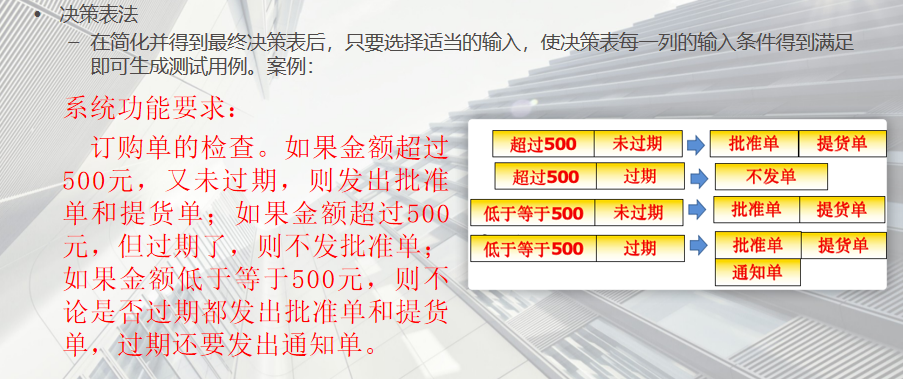 • 决策表法
– 在简化并得到最终决策表后，只要选择适当的输入，使决策表每一列的输入条件得到满足
即可生成测试用例。案例：
系统功能要求：
订购单的检查。如果金额超过
500元，又未过期，则发出批准
单和提货单；如果金额超过500
元，但过期了，则不发批准单；
如果金额低于等于500元，则不
论是否过期都发出批准单和提货
单，过期还要发出通知单。
超过500 未过期 批准单 提货单
超过500 过期 不发单
低于等于500 未过期 批准单 提货单
低于等于500 过期 批准单 提货单
通知单